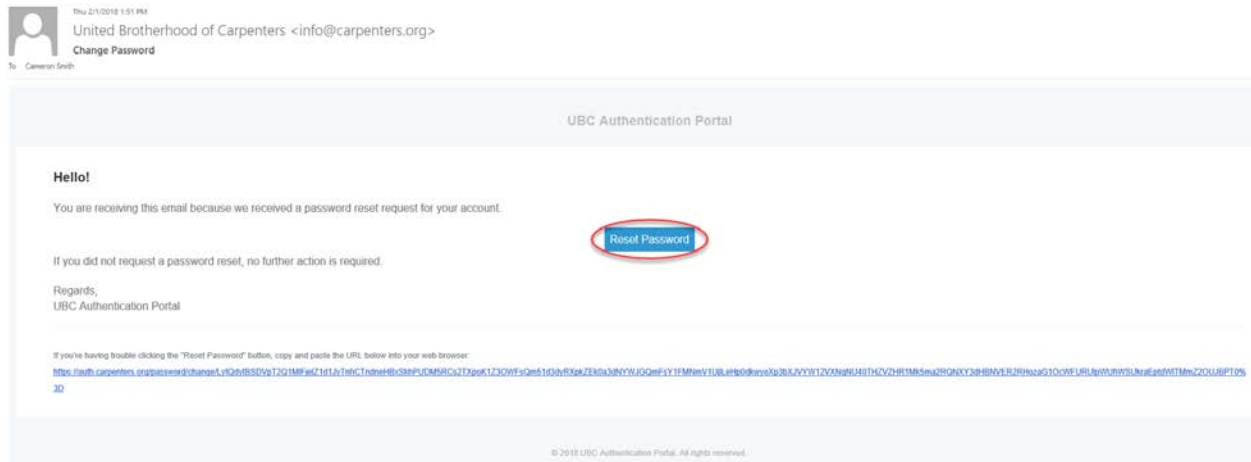 Thu 2/1/2018 1:51 PM
United Brotherhood of Carpenters <info@carpenters.org>
Change Password
To Cameron Smith
UBC Authentication Portal
Hello!
You are receiving this email because we received a password reset request for your account.
Reset Password
If you did not request a password reset, no further action is required.
Regards,
UBC Authentication Portal
If you're having trouble clicking the "Reset Password" button, copy and paste the URL below into your web browser:
3D
© 2018 UBC Authentication Portal. All rights reserved.